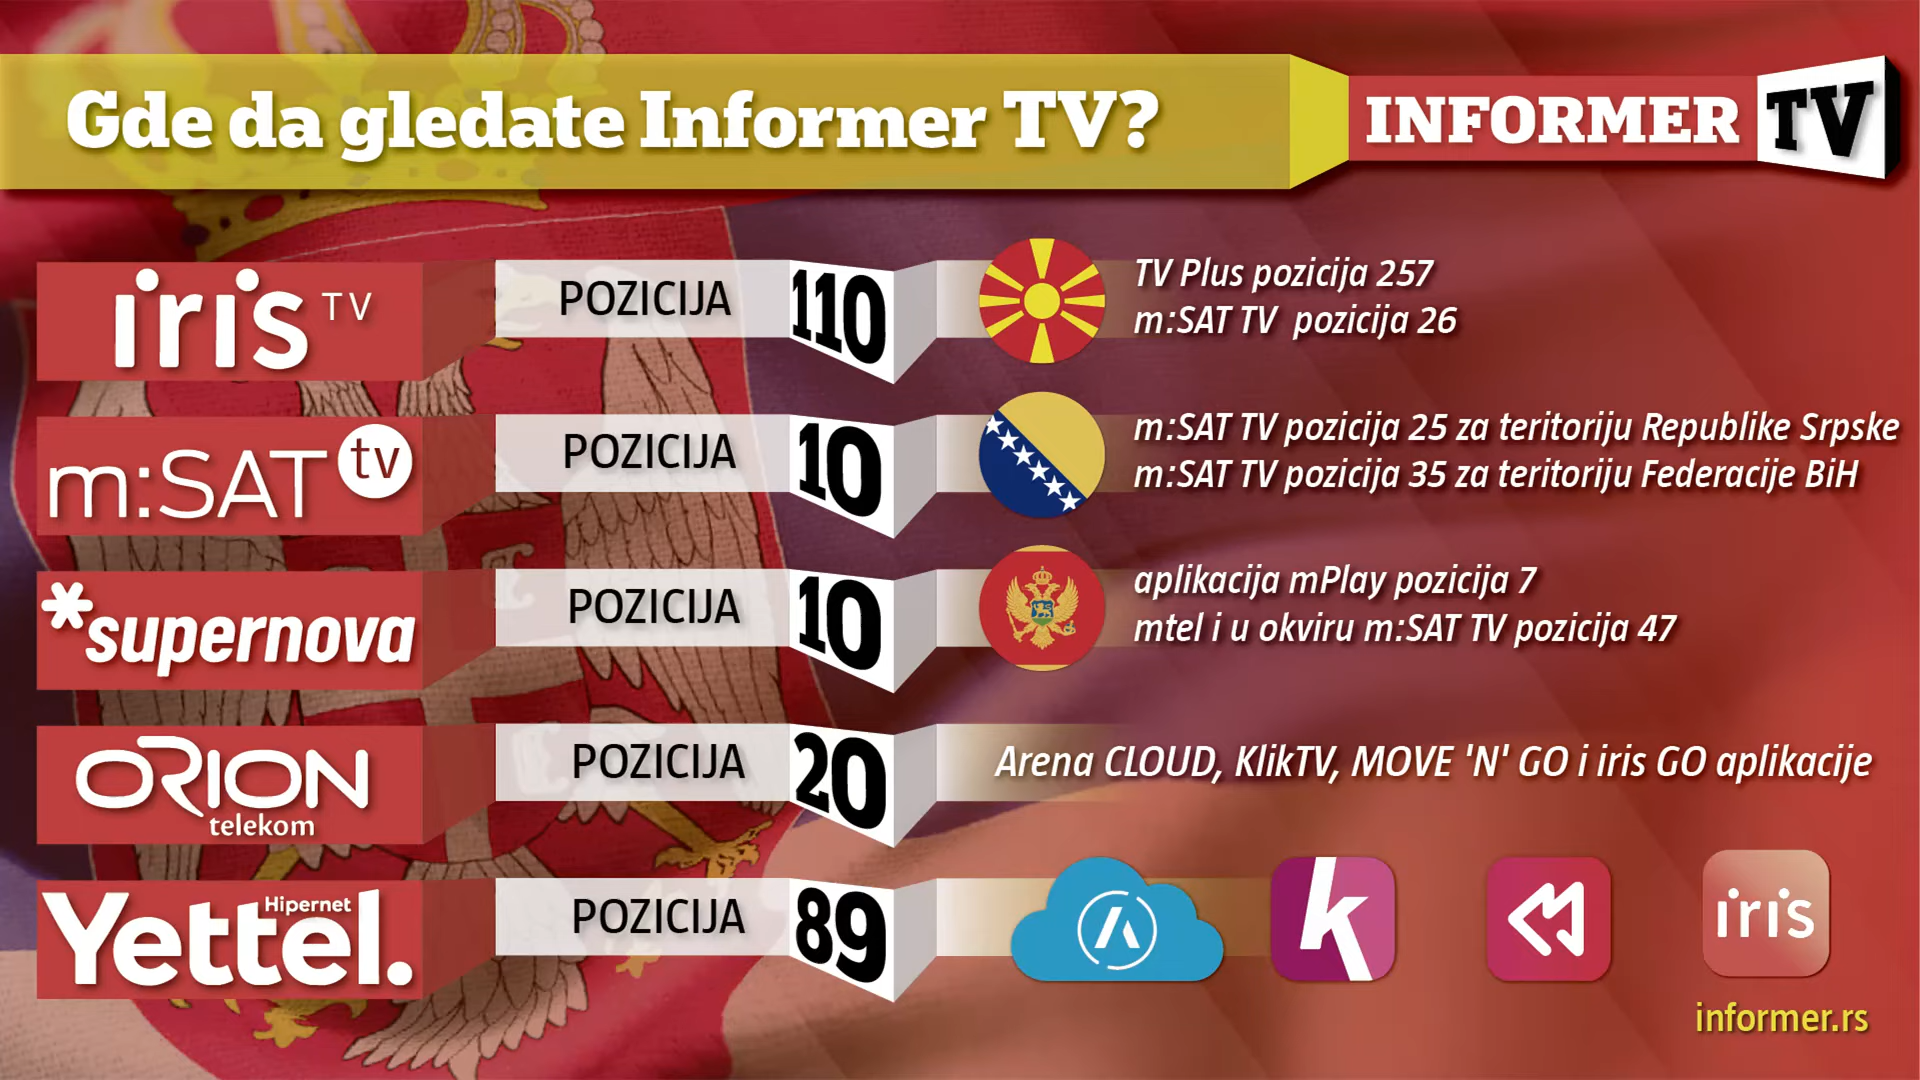 Gde da gledate Informer TV?
INFORMER TV
iris TV
POZICIJA 110
m:SAT tv
POZICIJA 10
*supernova
POZICIJA 10
ORION
telekom
POZICIJA 20
Hipernet
Yettel.
POZICIJA 89
TV Plus pozicija 257
m:SAT TV pozicija 26
m:SAT TV pozicija 25 za teritoriju Republike Srpske
m:SAT TV pozicija 35 za teritoriju Federacije BiH
aplikacija mPlay pozicija 7
mtel i u okviru m:SAT TV pozicija 47
Arena CLOUD, KlikTV, MOVE 'N' GO i iris GO aplikacije
k
iris
informer.rs